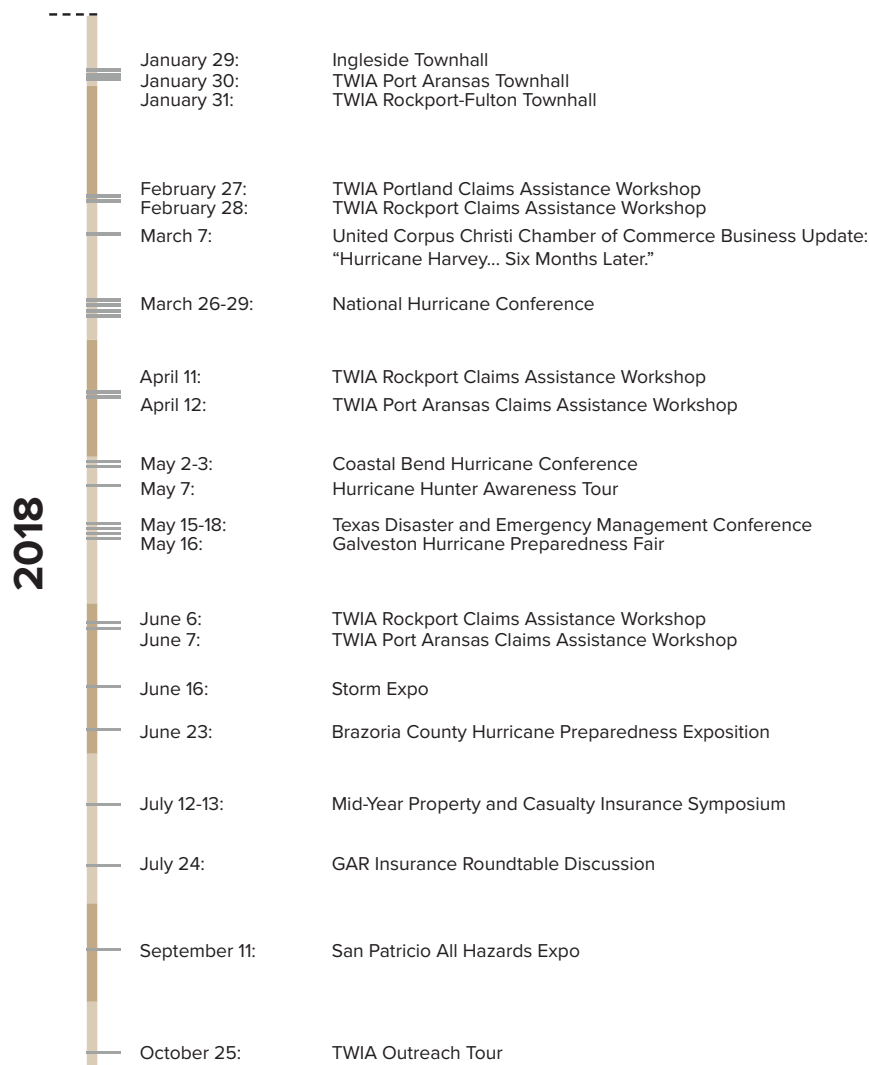 2018
January 29: Ingleside Townhall
January 30: TWIA Port Aransas Townhall
January 31: TWIA Rockport-Fulton Townhall
February 27: TWIA Portland Claims Assistance Workshop
February 28: TWIA Rockport Claims Assistance Workshop
March 7: United Corpus Christi Chamber of Commerce Business Update:
“Hurricane Harvey... Six Months Later.”
March 26-29: National Hurricane Conference
April 11: TWIA Rockport Claims Assistance Workshop
April 12: TWIA Port Aransas Claims Assistance Workshop
May 2-3: Coastal Bend Hurricane Conference
May 7: Hurricane Hunter Awareness Tour
May 15-18: Texas Disaster and Emergency Management Conference
May 16: Galveston Hurricane Preparedness Fair
June 6: TWIA Rockport Claims Assistance Workshop
June 7: TWIA Port Aransas Claims Assistance Workshop
June 16: Storm Expo
June 23: Brazoria County Hurricane Preparedness Exposition
July 12-13: Mid-Year Property and Casualty Insurance Symposium
July 24: GAR Insurance Roundtable Discussion
September 11: San Patricio All Hazards Expo
October 25: TWIA Outreach Tour